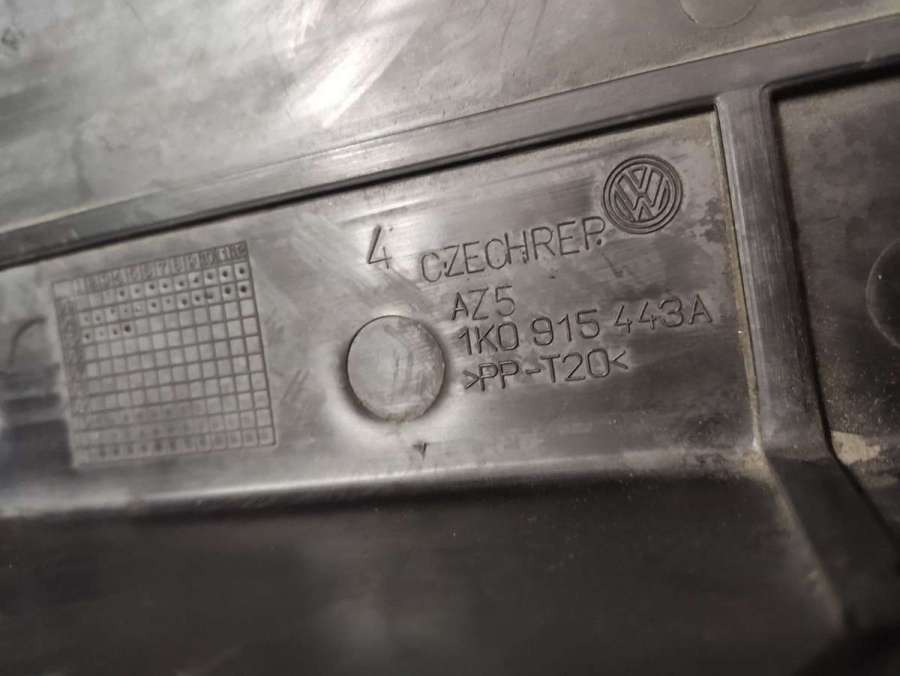 4
CZECH REP.
AZ5
1K0 915 443A
>PP-T20<